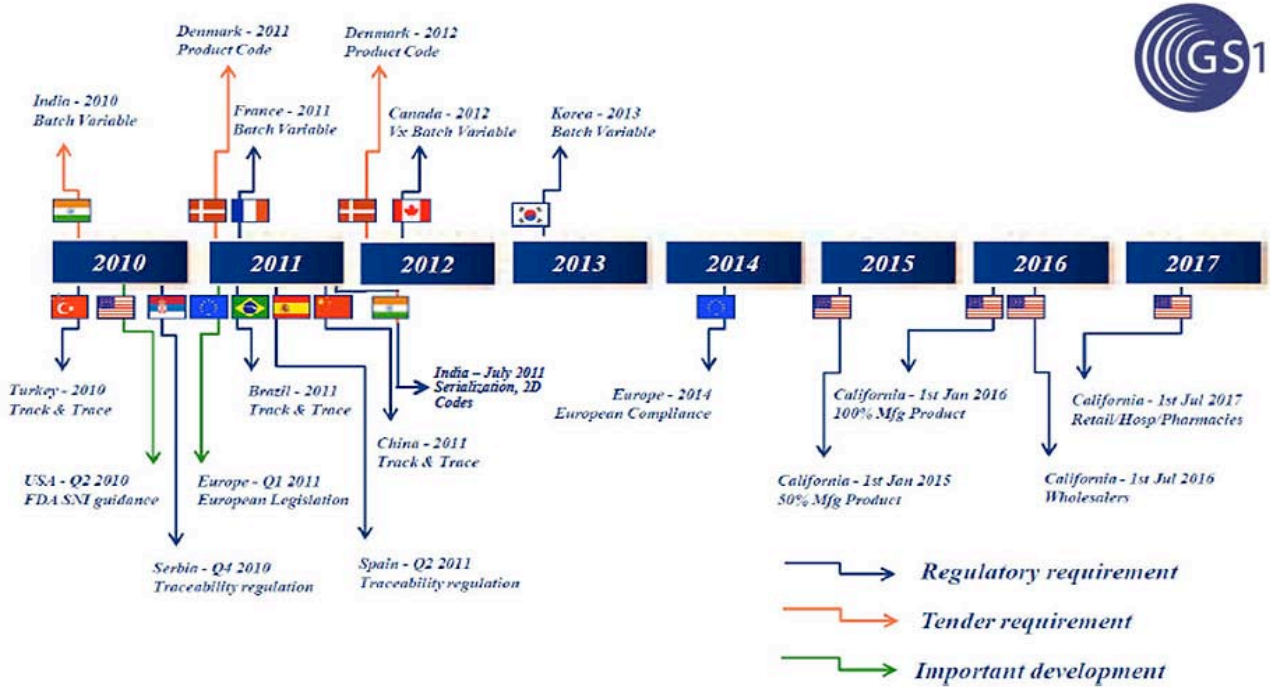 GS1
Denmark - 2011
Product Code
Denmark - 2012
Product Code
India - 2010
Batch Variable
France - 2011
Batch Variable
Canada - 2012
Vx Batch Variable
Korea - 2013
Batch Variable
2010
2011
2012
2013
2014
2015
2016
2017
Turkey - 2010
Track & Trace
Brazil - 2011
Track & Trace
India – July 2011
Serialization, 2D
Codes
Europe - 2014
European Compliance
California - 1st Jan 2016
100% Mfg Product
California - 1st Jul 2017
Retail/Hosp/Pharmacies
China - 2011
Track & Trace
USA - Q2 2010
FDA SNI guidance
Europe - Q1 2011
European Legislation
California - 1st Jan 2015
50% Mfg Product
California - 1st Jul 2016
Wholesalers
Serbia - Q4 2010
Traceability regulation
Spain - Q2 2011
Traceability regulation
Regulatory requirement
Tender requirement
Important development